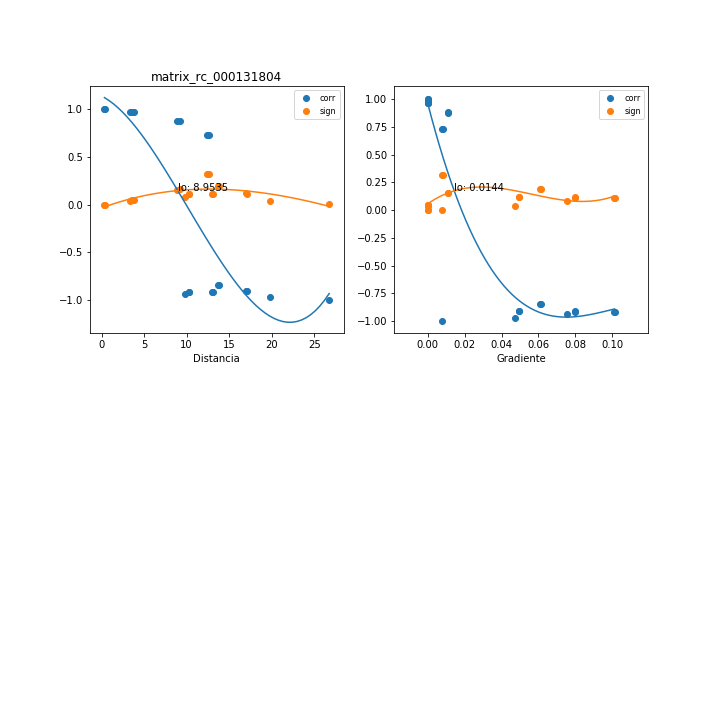 matrix_rc_000131804
1.0
0.5
0.0
−0.5
−1.0
0
5
10
15
20
25
Distancia
corr
sign
lo: 8.9535
1.00
0.75
0.50
0.25
0.00
−0.25
−0.50
−0.75
−1.00
0.00
0.02
0.04
0.06
0.08
0.10
Gradiente
corr
sign
lo: 0.0144